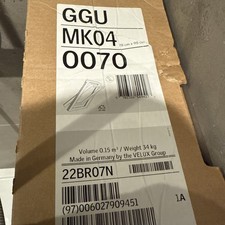 GGU
MK04
0070
Volume 0.15 m³ / Weight 34 kg
Made in Germany by the VELUX Group
22BR07N
(97)006027909451
1A